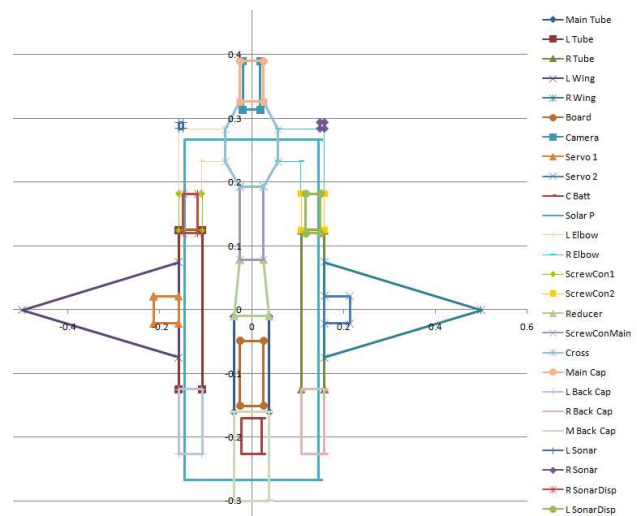 Main Tube
L Tube
R Tube
L Wing
R Wing
Board
Camera
Servo 1
Servo 2
C Batt
Solar P
L Elbow
R Elbow
ScrewCon1
ScrewCon2
Reducer
ScrewConMain
Cross
Main Cap
L Back Cap
R Back Cap
M Back Cap
L Sonar
R Sonar
R SonarDisp
L SonarDisp
0.4
0.3
0.2
0.1
0
-0.4
-0.2
0
0.2
0.4
0.6
-0.1
-0.2
-0.3